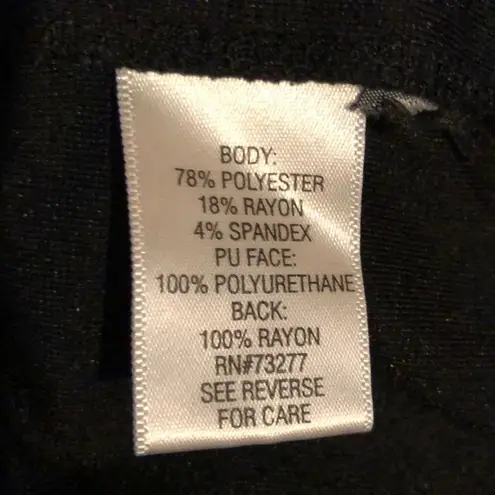 BODY:
78% POLYESTER
18% RAYON
4% SPANDEX
PU FACE:
100% POLYURETHANE
BACK:
100% RAYON
RN#73277
SEE REVERSE
FOR CARE